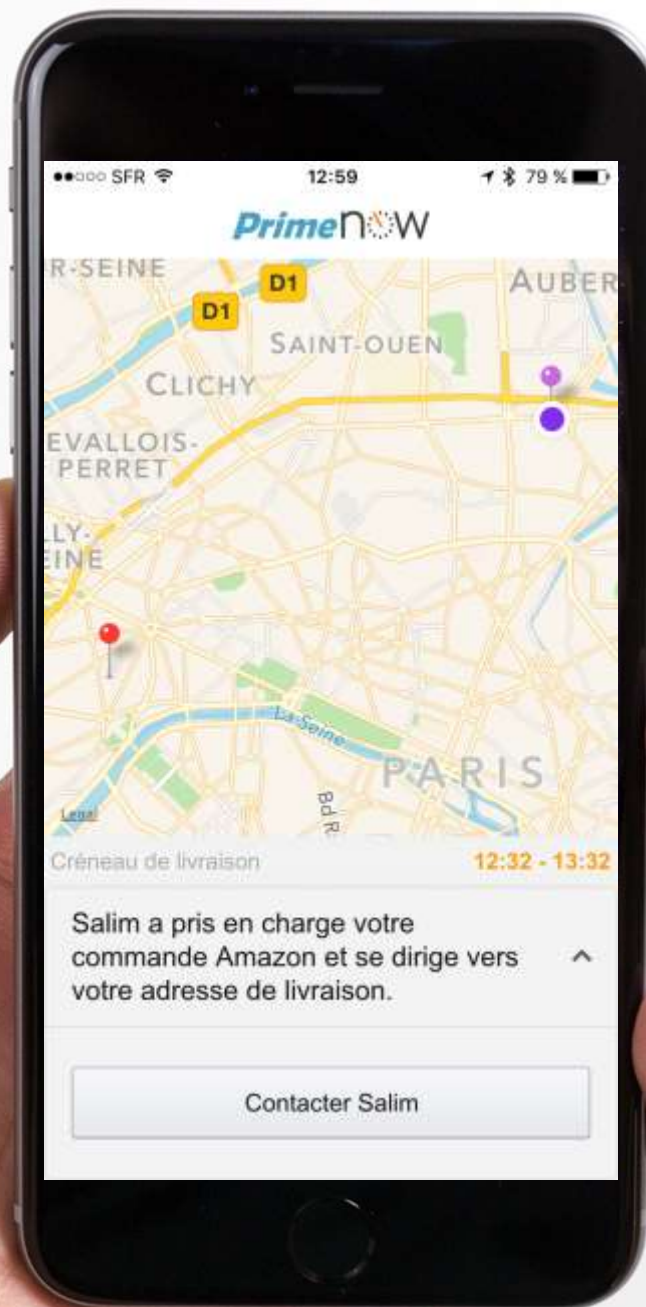 ●●○○○ SFR 12:59 79 %
PrimenOW
R-SEINE
AUBER
D1
D1
SAINT-OUEN
CLICHY
EVALLOIS-
PERRET
LLY-
EINE
La Seine
PARIS
Bd R
Legal
Créneau de livraison 12:32 - 13:32
Salim a pris en charge votre
commande Amazon et se dirige vers
votre adresse de livraison.
Contacter Salim